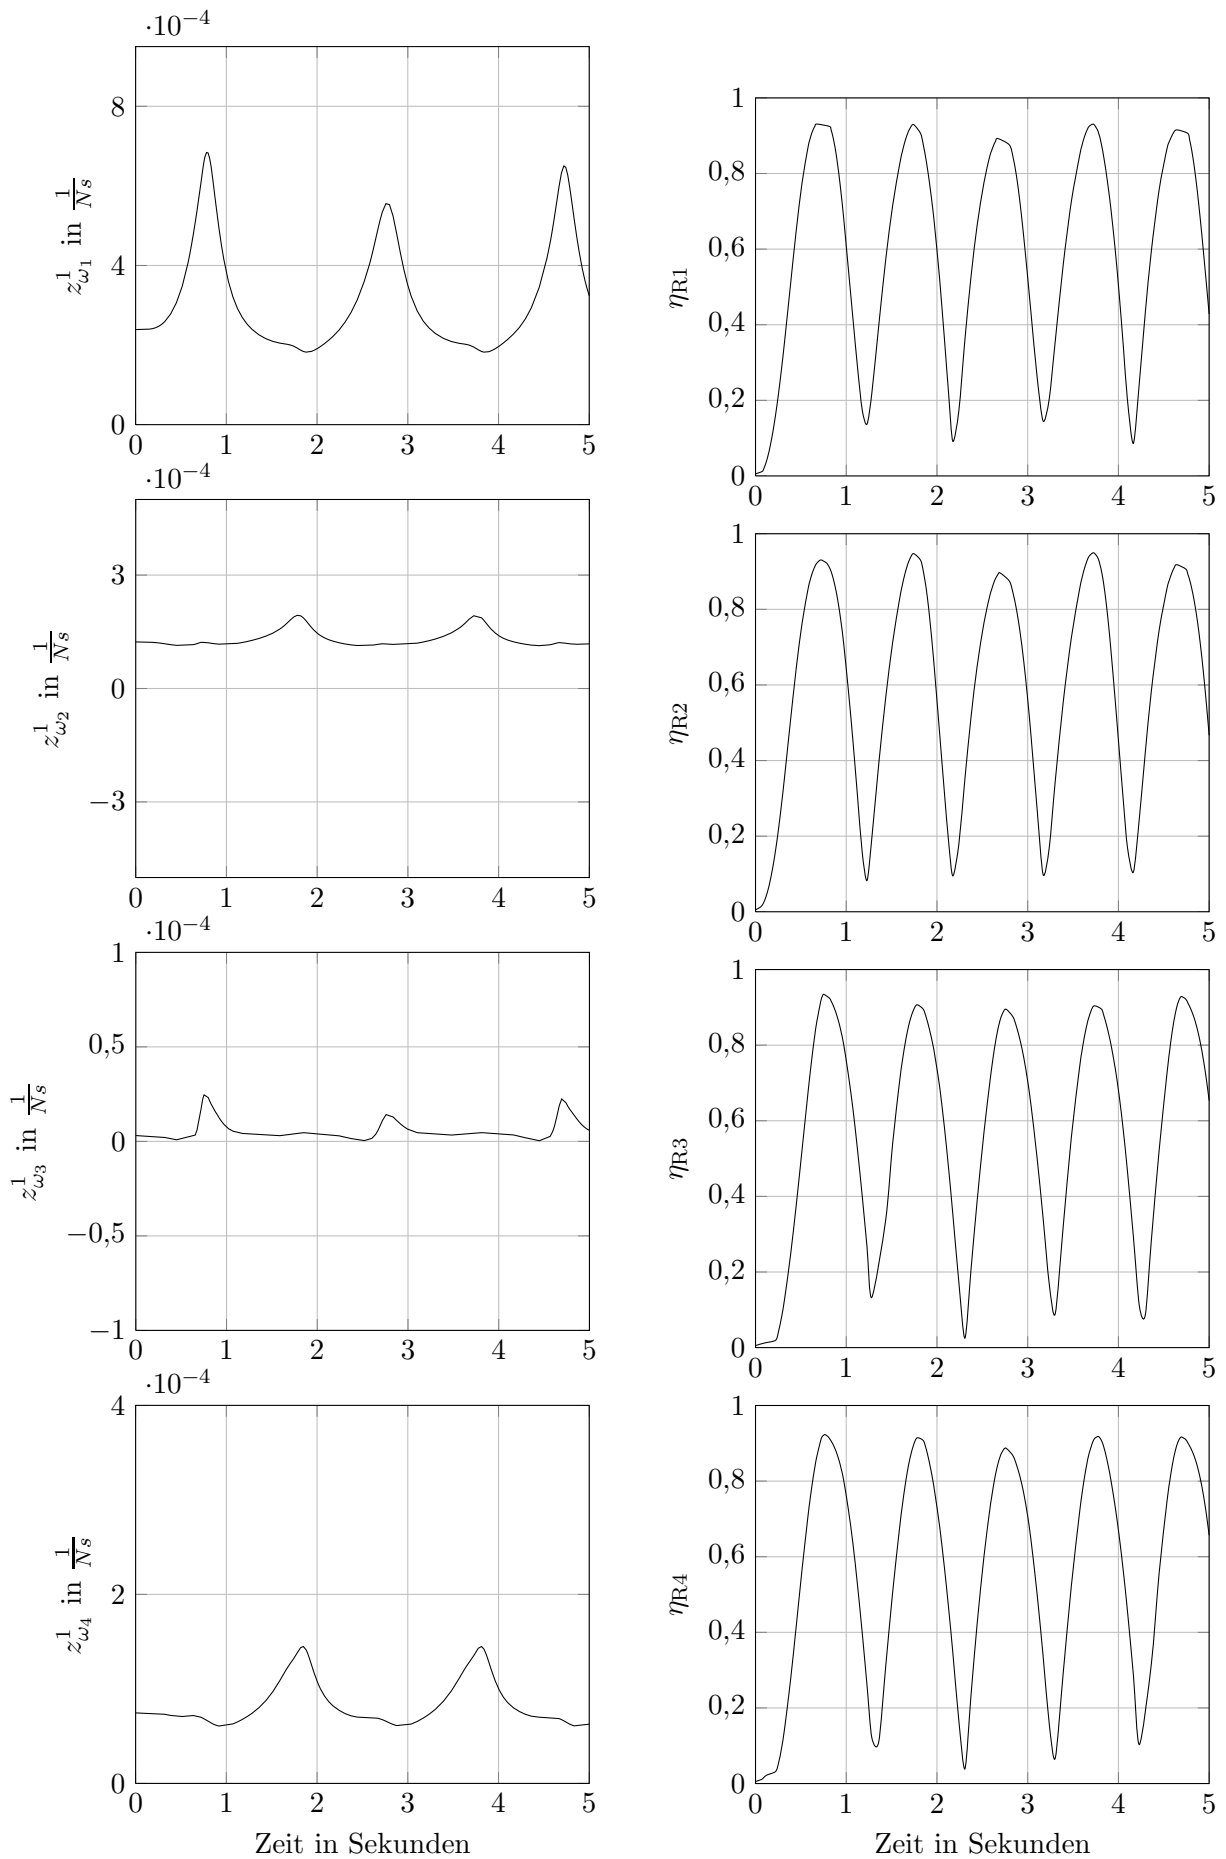 ·10⁻⁴
8
4
0
0 1 2 3 4 5
z¹_ω₁ in 1/Ns
1
0,8
0,6
0,4
0,2
0
0 1 2 3 4 5
η_R1
·10⁻⁴
3
0
−3
0 1 2 3 4 5
z¹_ω₂ in 1/Ns
1
0,8
0,6
0,4
0,2
0
0 1 2 3 4 5
η_R2
·10⁻⁴
1
0,5
0
−0,5
−1
0 1 2 3 4 5
z¹_ω₃ in 1/Ns
1
0,8
0,6
0,4
0,2
0
0 1 2 3 4 5
η_R3
·10⁻⁴
4
2
0
0 1 2 3 4 5
z¹_ω₄ in 1/Ns
Zeit in Sekunden
1
0,8
0,6
0,4
0,2
0
0 1 2 3 4 5
η_R4
Zeit in Sekunden